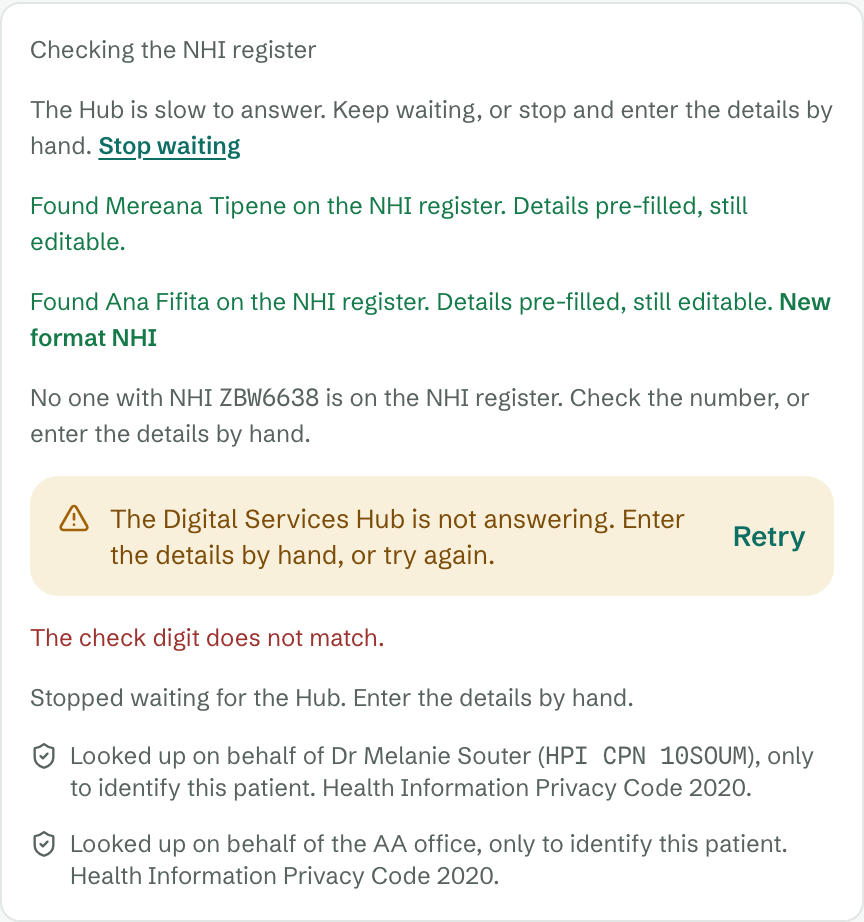 Checking the NHI register
The Hub is slow to answer. Keep waiting, or stop and enter the details by
hand. Stop waiting
Found Mereana Tipene on the NHI register. Details pre-filled, still
editable.
Found Ana Fifita on the NHI register. Details pre-filled, still editable. New
format NHI
No one with NHI ZBW6638 is on the NHI register. Check the number, or
enter the details by hand.
The Digital Services Hub is not answering. Enter
the details by hand, or try again.
Retry
The check digit does not match.
Stopped waiting for the Hub. Enter the details by hand.
Looked up on behalf of Dr Melanie Souter (HPI CPN 10SOUM), only
to identify this patient. Health Information Privacy Code 2020.
Looked up on behalf of the AA office, only to identify this patient.
Health Information Privacy Code 2020.